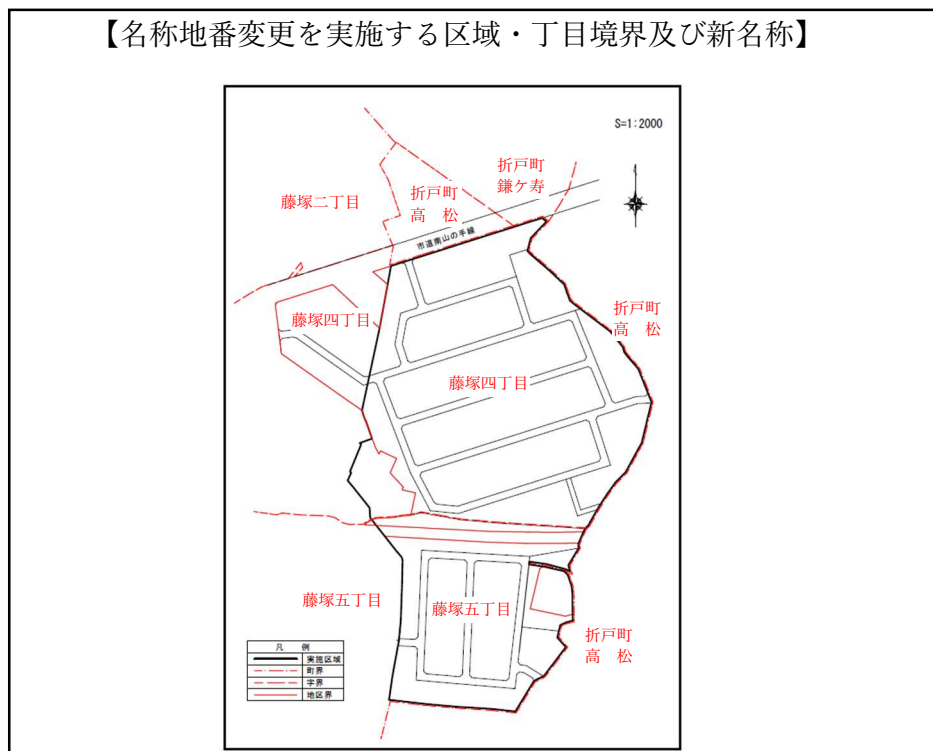 【名称地番変更を実施する区域・丁目境界及び新名称】
S=1:2000
折戸町
鎌ケ寿
藤塚二丁目
折戸町
高 松
市道南山の手線
藤塚四丁目
折戸町
高 松
藤塚四丁目
藤塚五丁目
藤塚五丁目
折戸町
高 松
凡 例
実施区域
町界
字界
地区界